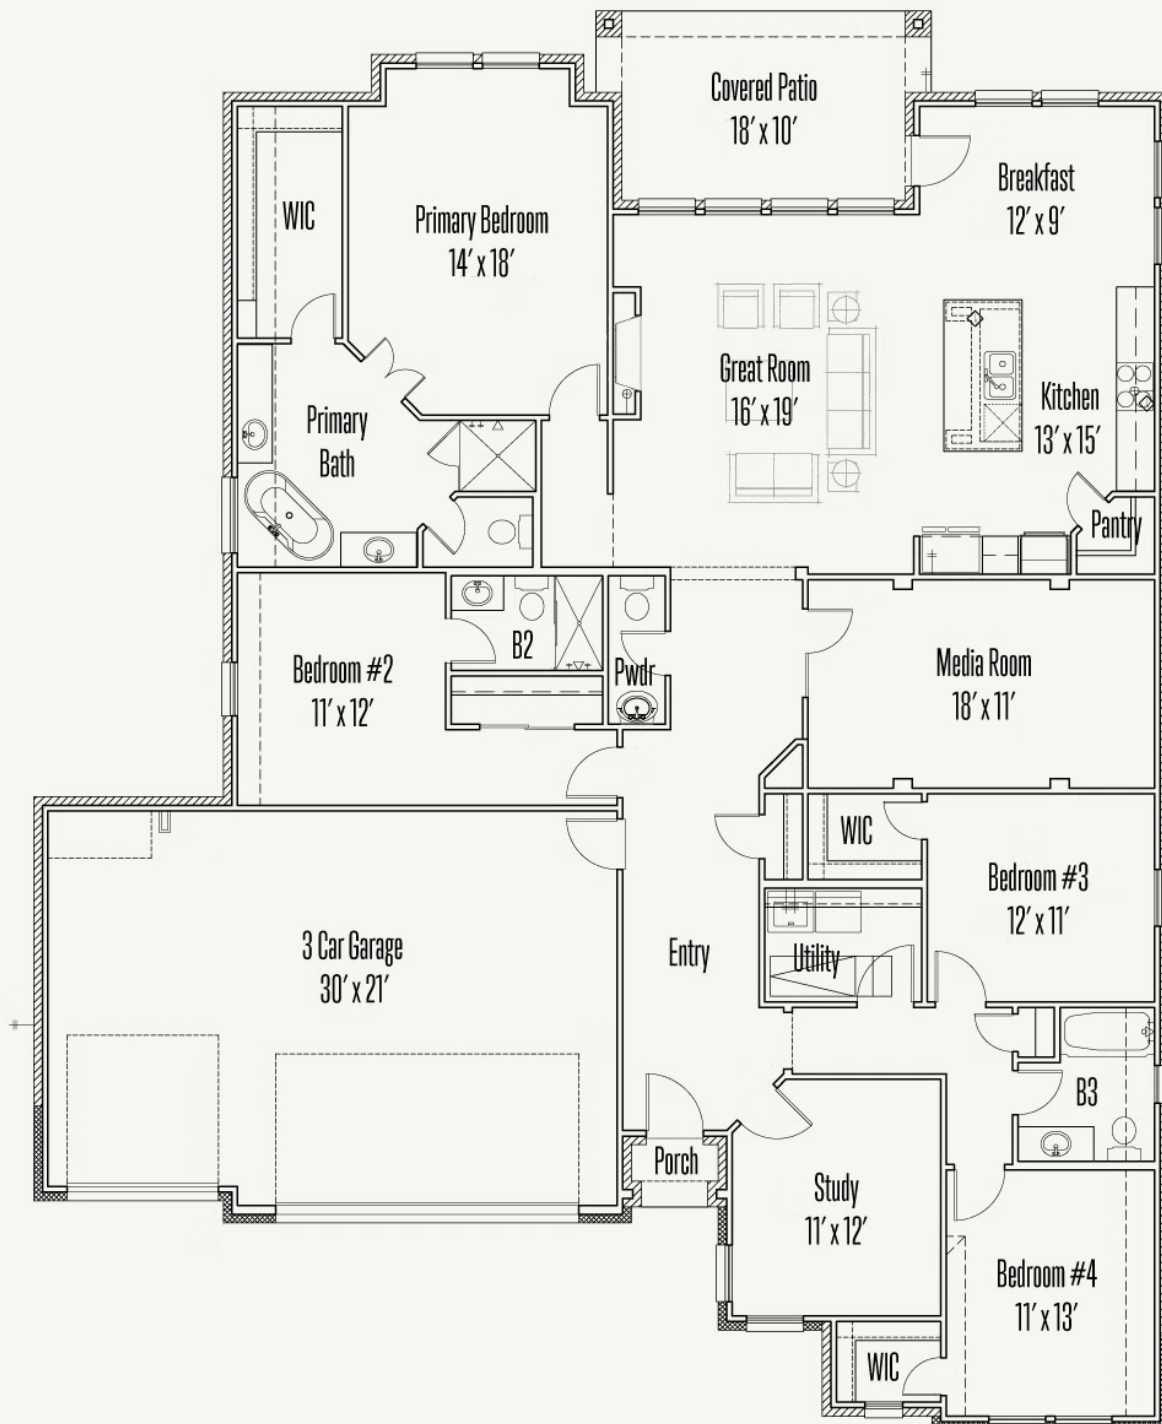 Covered Patio
18' x 10'
Breakfast
12' x 9'
WIC
Primary Bedroom
14' x 18'
Great Room
16' x 19'
Kitchen
13' x 15'
Primary
Bath
Pantry
B2
Bedroom #2
11' x 12'
Pwdr
Media Room
18' x 11'
WIC
Bedroom #3
12' x 11'
3 Car Garage
30' x 21'
Entry
Utility
B3
Porch
Study
11' x 12'
Bedroom #4
11' x 13'
WIC